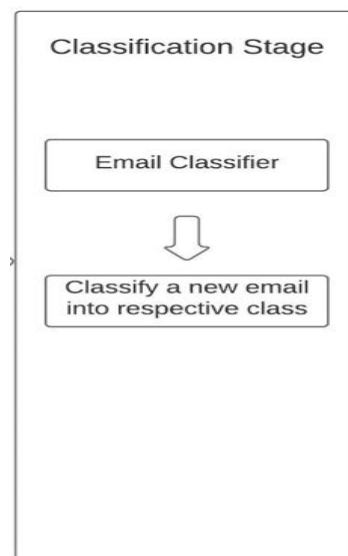 Classification Stage
Email Classifier
Classify a new email
into respective class